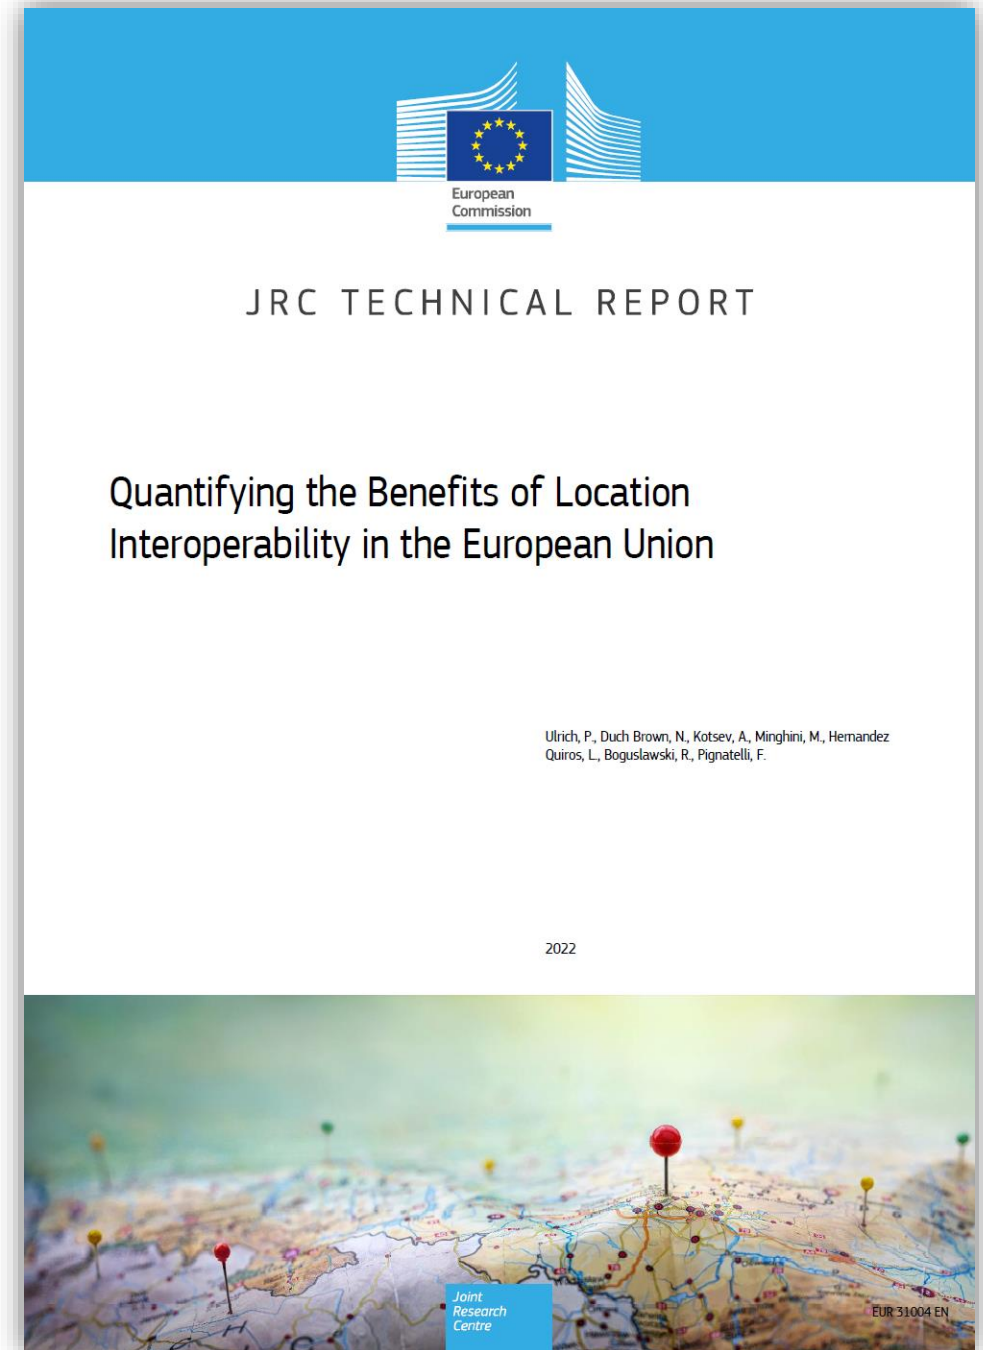 European
Commission
JRC TECHNICAL REPORT
Quantifying the Benefits of Location
Interoperability in the European Union
Ulrich, P., Duch Brown, N., Kotsev, A., Minghini, M., Hernandez
Quiros, L., Boguslawski, R., Pignatelli, F.
2022
Joint
Research
Centre
EUR 31004 EN